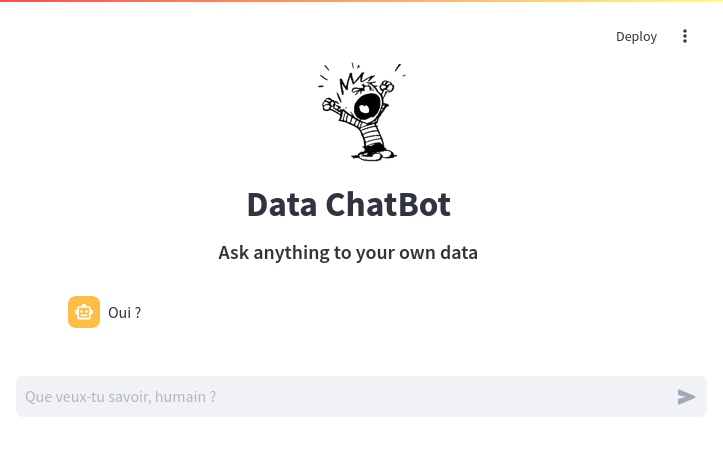 Deploy
Data ChatBot
Ask anything to your own data
Oui ?
Que veux-tu savoir, humain ?